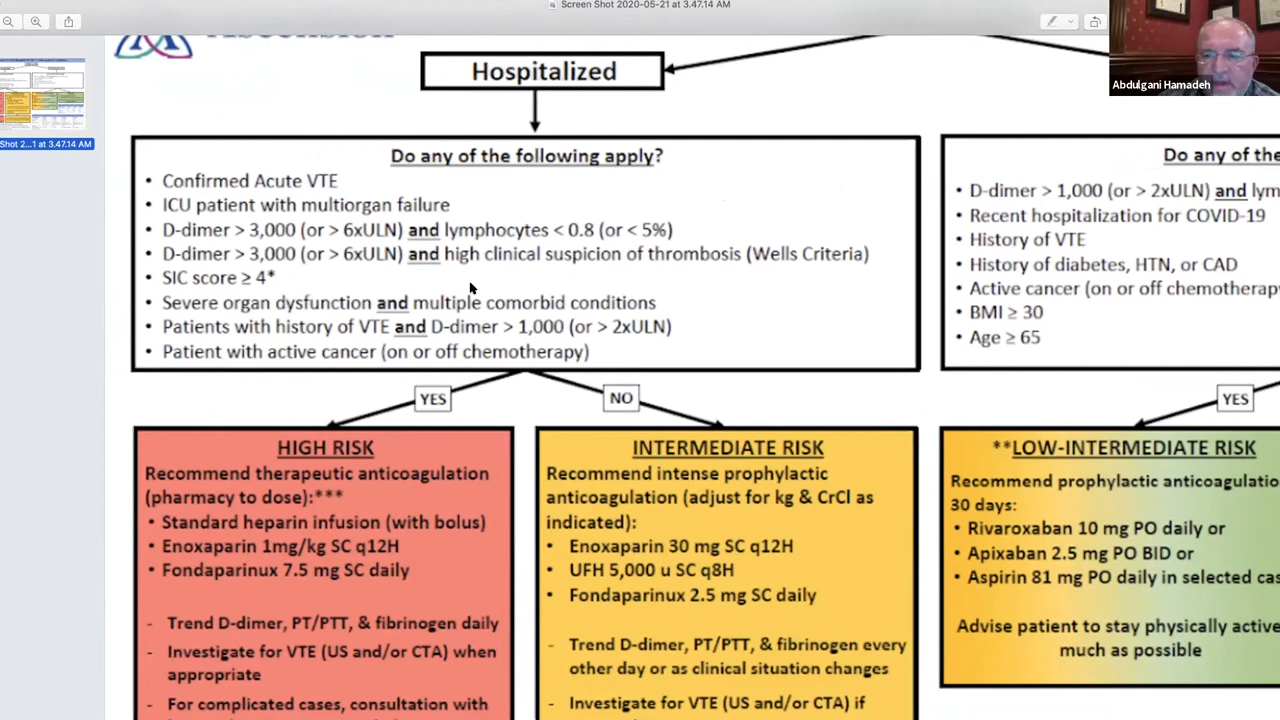 Screen Shot 2020-05-21 at 3.47.14 AM
Abdulgani Hamadeh
Shot 2...1 at 3.47.14 AM
Hospitalized
Do any of the following apply?
• Confirmed Acute VTE
• ICU patient with multiorgan failure
• D-dimer > 3,000 (or > 6xULN) and lymphocytes < 0.8 (or < 5%)
• D-dimer > 3,000 (or > 6xULN) and high clinical suspicion of thrombosis (Wells Criteria)
• SIC score ≥ 4*
• Severe organ dysfunction and multiple comorbid conditions
• Patients with history of VTE and D-dimer > 1,000 (or > 2xULN)
• Patient with active cancer (on or off chemotherapy)
Do any of the
• D-dimer > 1,000 (or > 2xULN) and lym
• Recent hospitalization for COVID-19
• History of VTE
• History of diabetes, HTN, or CAD
• Active cancer (on or off chemotherapy
• BMI ≥ 30
• Age ≥ 65
YES
NO
YES
HIGH RISK
Recommend therapeutic anticoagulation
(pharmacy to dose):***
• Standard heparin infusion (with bolus)
• Enoxaparin 1mg/kg SC q12H
• Fondaparinux 7.5 mg SC daily
- Trend D-dimer, PT/PTT, & fibrinogen daily
- Investigate for VTE (US and/or CTA) when
appropriate
- For complicated cases, consultation with
INTERMEDIATE RISK
Recommend intense prophylactic
anticoagulation (adjust for kg & CrCl as
indicated):
• Enoxaparin 30 mg SC q12H
• UFH 5,000 u SC q8H
• Fondaparinux 2.5 mg SC daily
- Trend D-dimer, PT/PTT, & fibrinogen every
other day or as clinical situation changes
- Investigate for VTE (US and/or CTA) if
**LOW-INTERMEDIATE RISK
Recommend prophylactic anticoagulatio
30 days:
• Rivaroxaban 10 mg PO daily or
• Apixaban 2.5 mg PO BID or
• Aspirin 81 mg PO daily in selected cas
Advise patient to stay physically active
much as possible